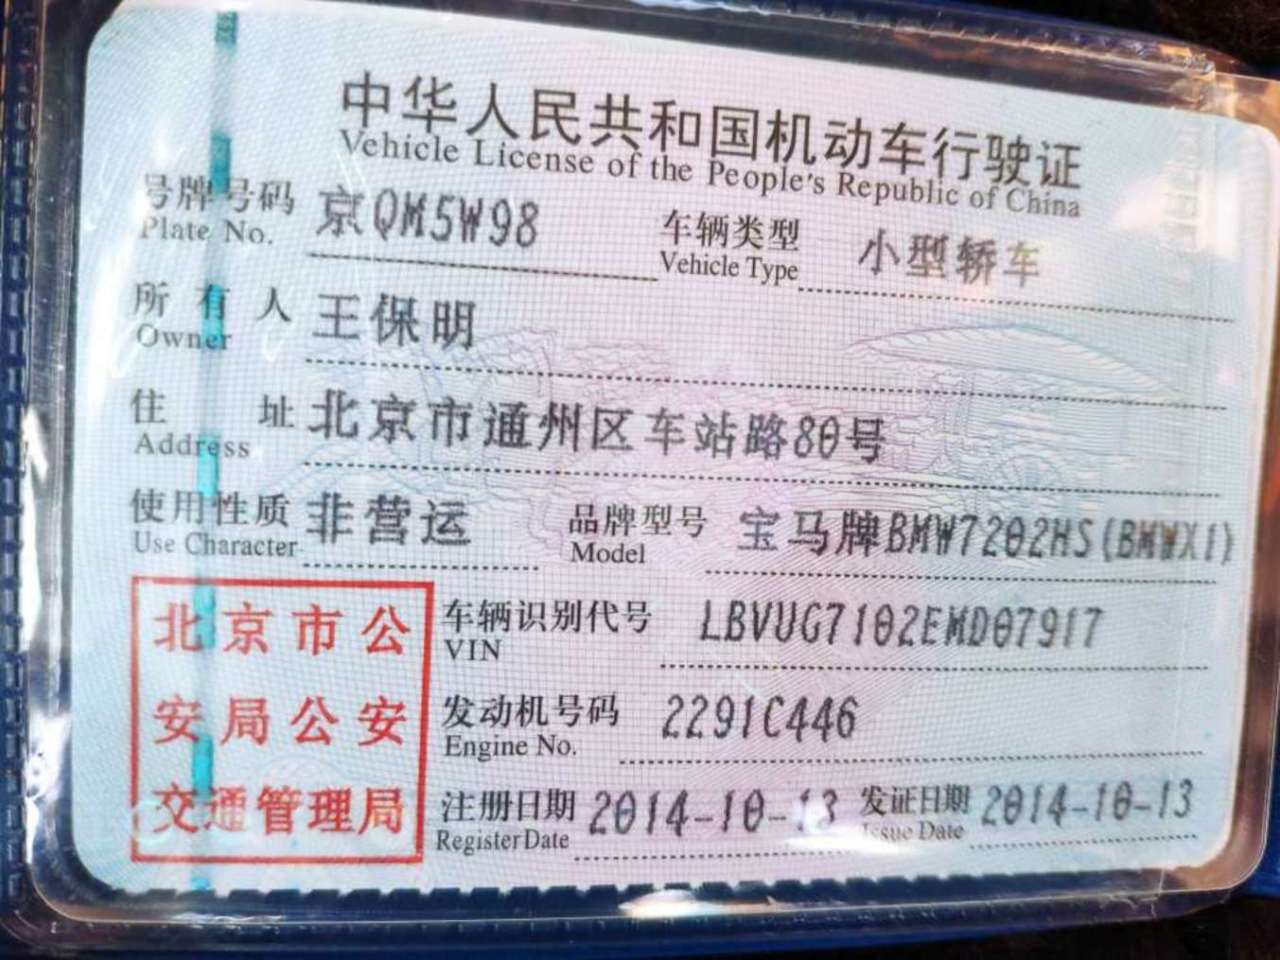 中华人民共和国机动车行驶证
Vehicle License of the People's Republic of China
号牌号码 京QM5W98 车辆类型 小型轿车
Plate No. Vehicle Type
所有人 王保明
Owner
住址 北京市通州区车站路80号
Address
使用性质 非营运 品牌型号 宝马牌BMW7202HS(BMWX1)
Use Character Model
北京市公
安局公安
交通管理局
车辆识别代号 LBVUG7102EMD07917
VIN
发动机号码 2291C446
Engine No.
注册日期 2014-10-13 发证日期 2014-10-13
Register Date Issue Date